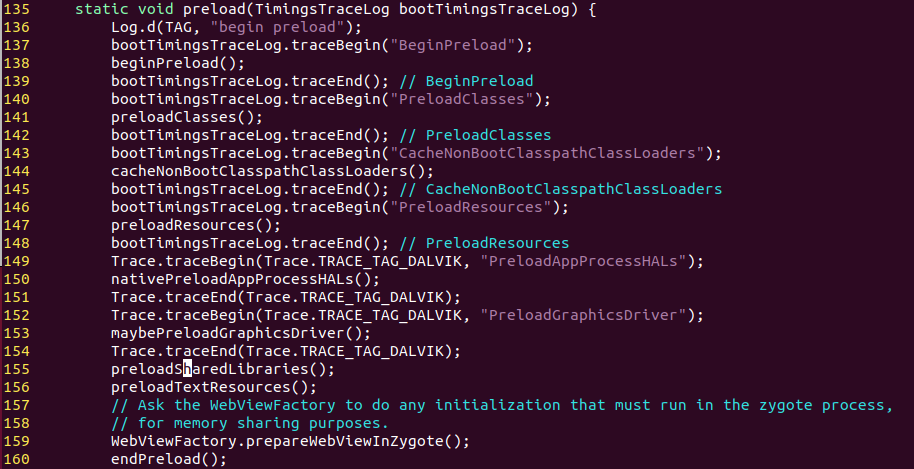 135     static void preload(TimingsTraceLog bootTimingsTraceLog) {
136         Log.d(TAG, "begin preload");
137         bootTimingsTraceLog.traceBegin("BeginPreload");
138         beginPreload();
139         bootTimingsTraceLog.traceEnd(); // BeginPreload
140         bootTimingsTraceLog.traceBegin("PreloadClasses");
141         preloadClasses();
142         bootTimingsTraceLog.traceEnd(); // PreloadClasses
143         bootTimingsTraceLog.traceBegin("CacheNonBootClasspathClassLoaders");
144         cacheNonBootClasspathClassLoaders();
145         bootTimingsTraceLog.traceEnd(); // CacheNonBootClasspathClassLoaders
146         bootTimingsTraceLog.traceBegin("PreloadResources");
147         preloadResources();
148         bootTimingsTraceLog.traceEnd(); // PreloadResources
149         Trace.traceBegin(Trace.TRACE_TAG_DALVIK, "PreloadAppProcessHALs");
150         nativePreloadAppProcessHALs();
151         Trace.traceEnd(Trace.TRACE_TAG_DALVIK);
152         Trace.traceBegin(Trace.TRACE_TAG_DALVIK, "PreloadGraphicsDriver");
153         maybePreloadGraphicsDriver();
154         Trace.traceEnd(Trace.TRACE_TAG_DALVIK);
155         preloadSharedLibraries();
156         preloadTextResources();
157         // Ask the WebViewFactory to do any initialization that must run in the zygote process,
158         // for memory sharing purposes.
159         WebViewFactory.prepareWebViewInZygote();
160         endPreload();